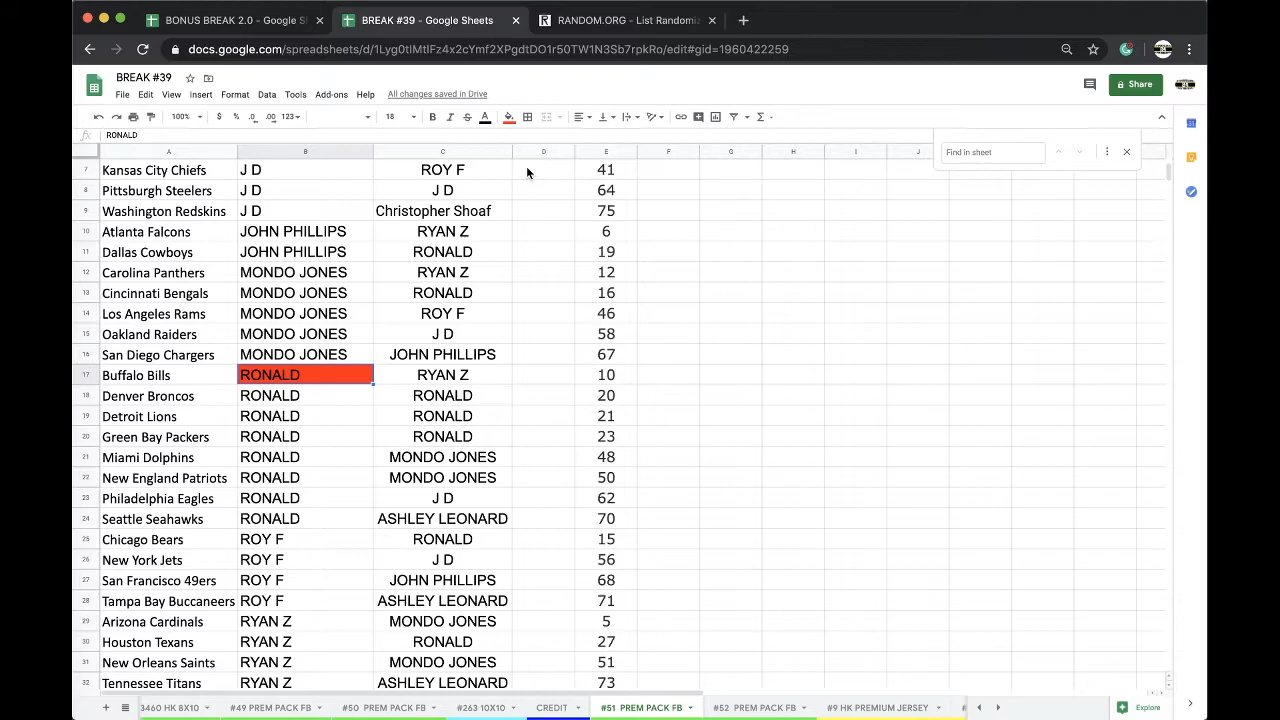 BONUS BREAK 2.0 - Google Sh
BREAK #39 - Google Sheets
RANDOM.ORG - List Randomiz
docs.google.com/spreadsheets/d/1Lyg0tIMtlFz4x2cYmf2XPgdtDO1r50TW1N3Sb7rpkRo/edit#gid=1960422259
BREAK #39
File Edit View Insert Format Data Tools Add-ons Help All changes saved in Drive
Share
100% $ % .0 .00 123 18 B I S A
RONALD
Find in sheet
A B C D E F G H I J
7 Kansas City Chiefs J D ROY F 41
8 Pittsburgh Steelers J D J D 64
9 Washington Redskins J D Christopher Shoaf 75
10 Atlanta Falcons JOHN PHILLIPS RYAN Z 6
11 Dallas Cowboys JOHN PHILLIPS RONALD 19
12 Carolina Panthers MONDO JONES RYAN Z 12
13 Cincinnati Bengals MONDO JONES RONALD 16
14 Los Angeles Rams MONDO JONES ROY F 46
15 Oakland Raiders MONDO JONES J D 58
16 San Diego Chargers MONDO JONES JOHN PHILLIPS 67
17 Buffalo Bills RONALD RYAN Z 10
18 Denver Broncos RONALD RONALD 20
19 Detroit Lions RONALD RONALD 21
20 Green Bay Packers RONALD RONALD 23
21 Miami Dolphins RONALD MONDO JONES 48
22 New England Patriots RONALD MONDO JONES 50
23 Philadelphia Eagles RONALD J D 62
24 Seattle Seahawks RONALD ASHLEY LEONARD 70
25 Chicago Bears ROY F RONALD 15
26 New York Jets ROY F J D 56
27 San Francisco 49ers ROY F JOHN PHILLIPS 68
28 Tampa Bay Buccaneers ROY F ASHLEY LEONARD 71
29 Arizona Cardinals RYAN Z MONDO JONES 5
30 Houston Texans RYAN Z RONALD 27
31 New Orleans Saints RYAN Z MONDO JONES 51
32 Tennessee Titans RYAN Z ASHLEY LEONARD 73
3460 HK 8X10 #49 PREM PACK FB #50 PREM PACK FB #263 10X10 CREDIT #51 PREM PACK FB #52 PREM PACK FB #9 HK PREMIUM JERSEY Explore